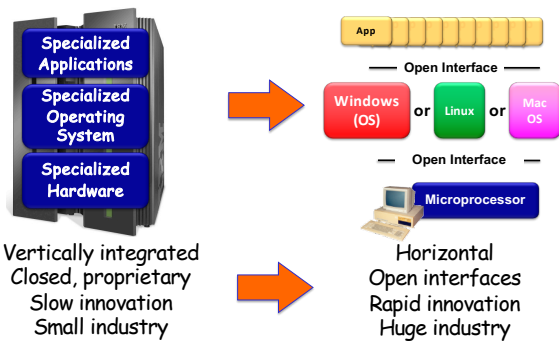 Specialized
Applications
Specialized
Operating
System
Specialized
Hardware
Vertically integrated
Closed, proprietary
Slow innovation
Small industry
App
Open Interface
Windows
(OS)
or
Linux
or
Mac
OS
Open Interface
Microprocessor
Horizontal
Open interfaces
Rapid innovation
Huge industry